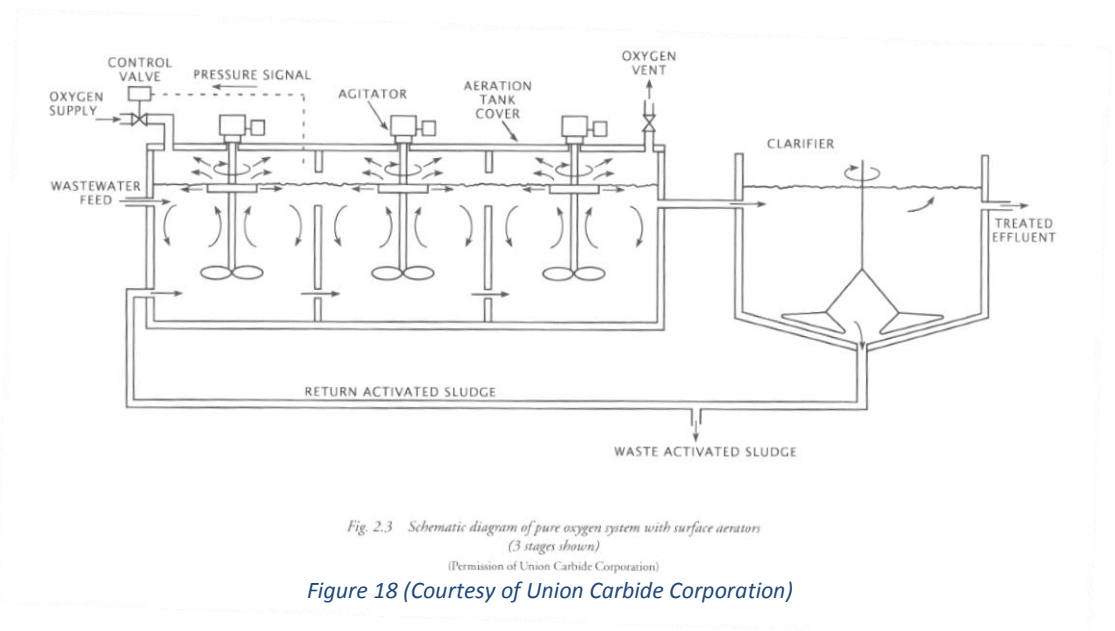 OXYGEN
VENT
CONTROL
VALVE
PRESSURE SIGNAL
AGITATOR
AERATION
TANK
COVER
OXYGEN
SUPPLY
CLARIFIER
WASTEWATER
FEED
TREATED
EFFLUENT
RETURN ACTIVATED SLUDGE
WASTE ACTIVATED SLUDGE
Fig. 2.3 Schematic diagram of pure oxygen system with surface aerators
(3 stages shown)
(Permission of Union Carbide Corporation)
Figure 18 (Courtesy of Union Carbide Corporation)